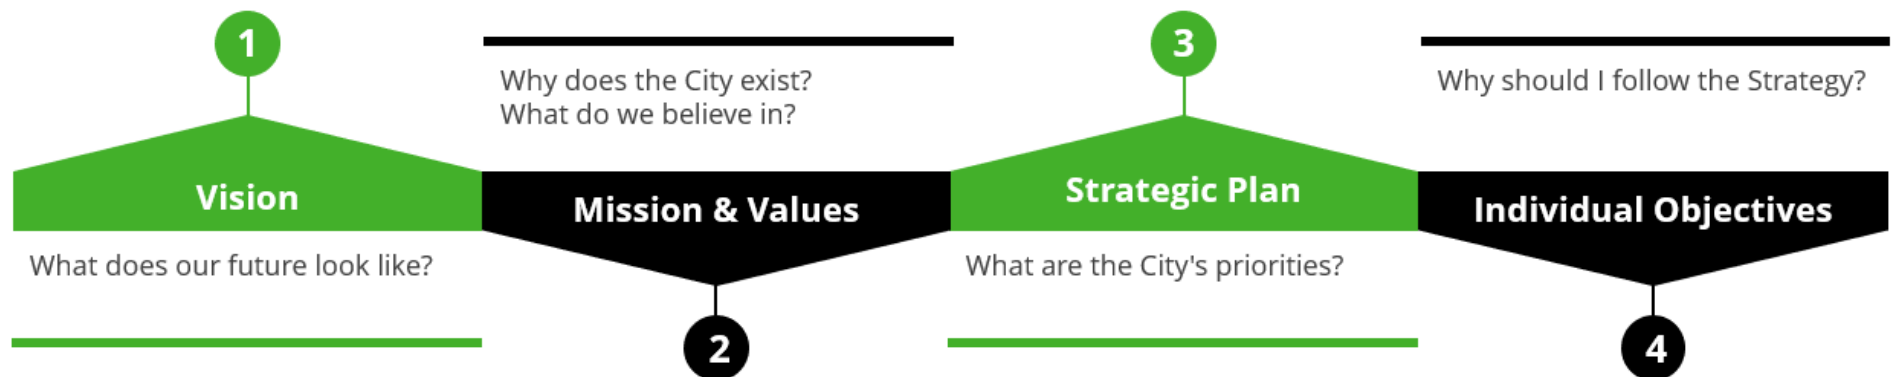 1
Vision
What does our future look like?
Why does the City exist?
What do we believe in?
Mission & Values
2
3
Strategic Plan
What are the City's priorities?
Why should I follow the Strategy?
Individual Objectives
4